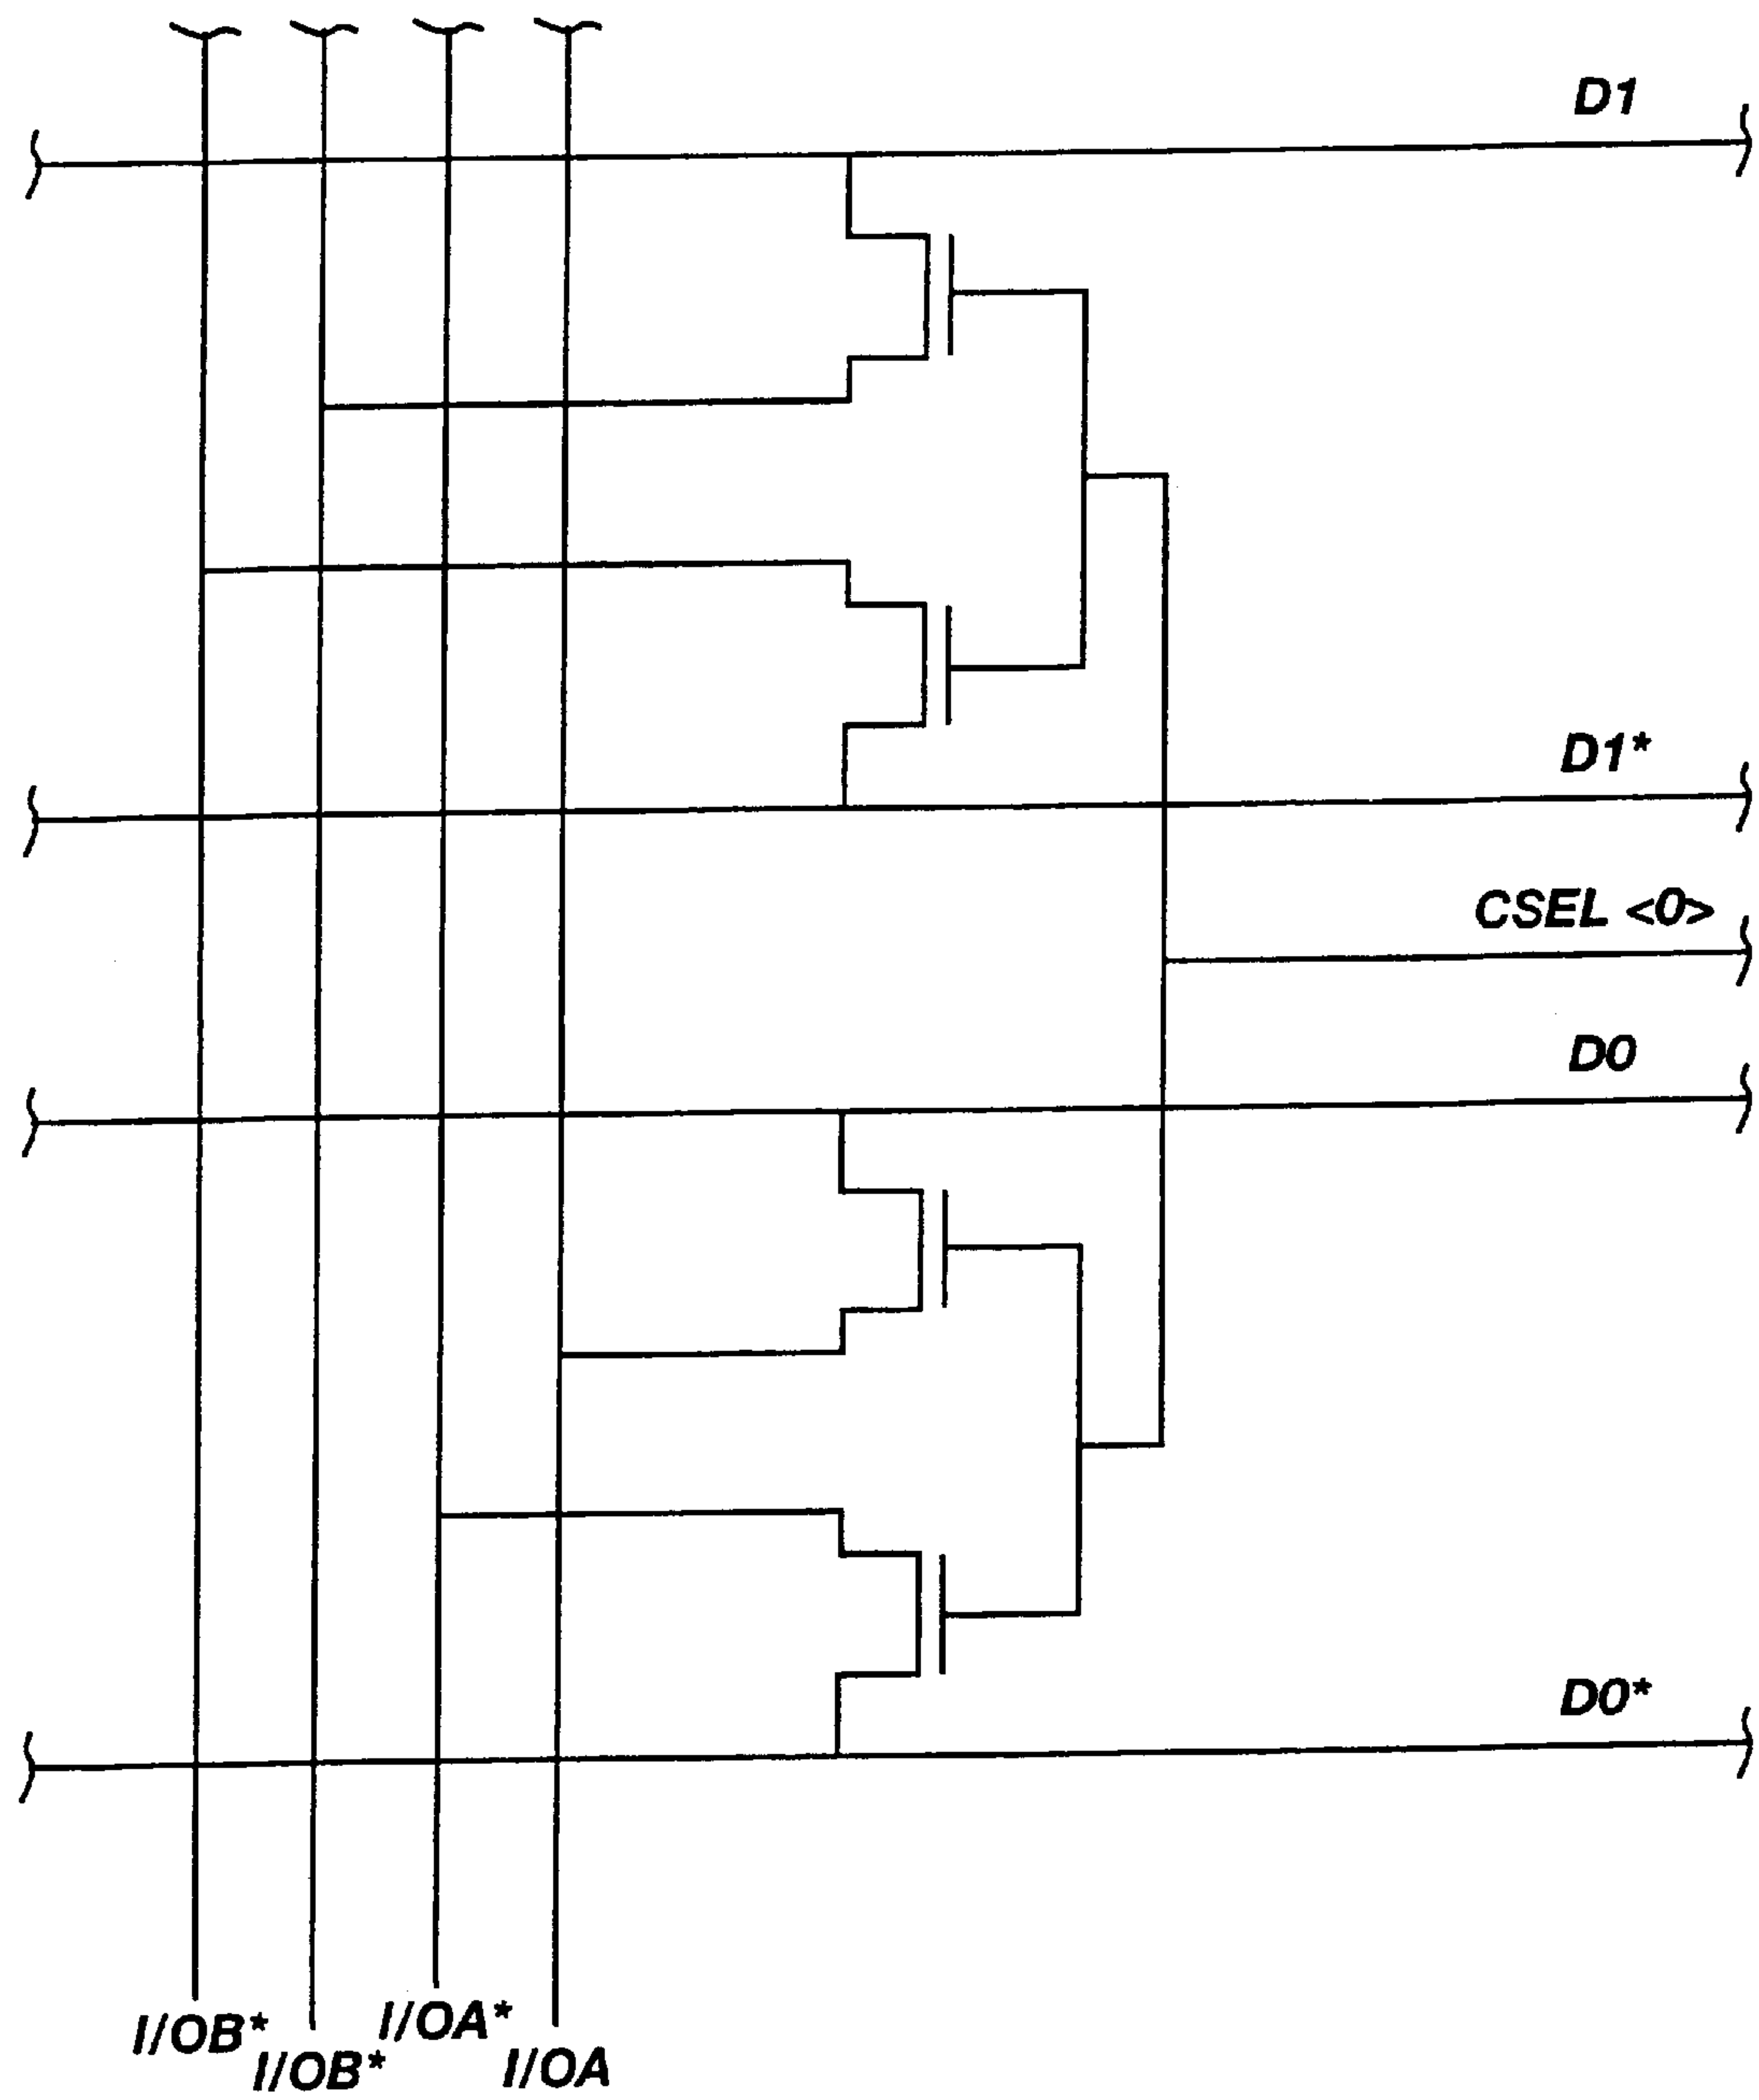 D1
D1*
CSEL <0>
D0
D0*
I/OB*
I/OB*
I/OA*
I/OA